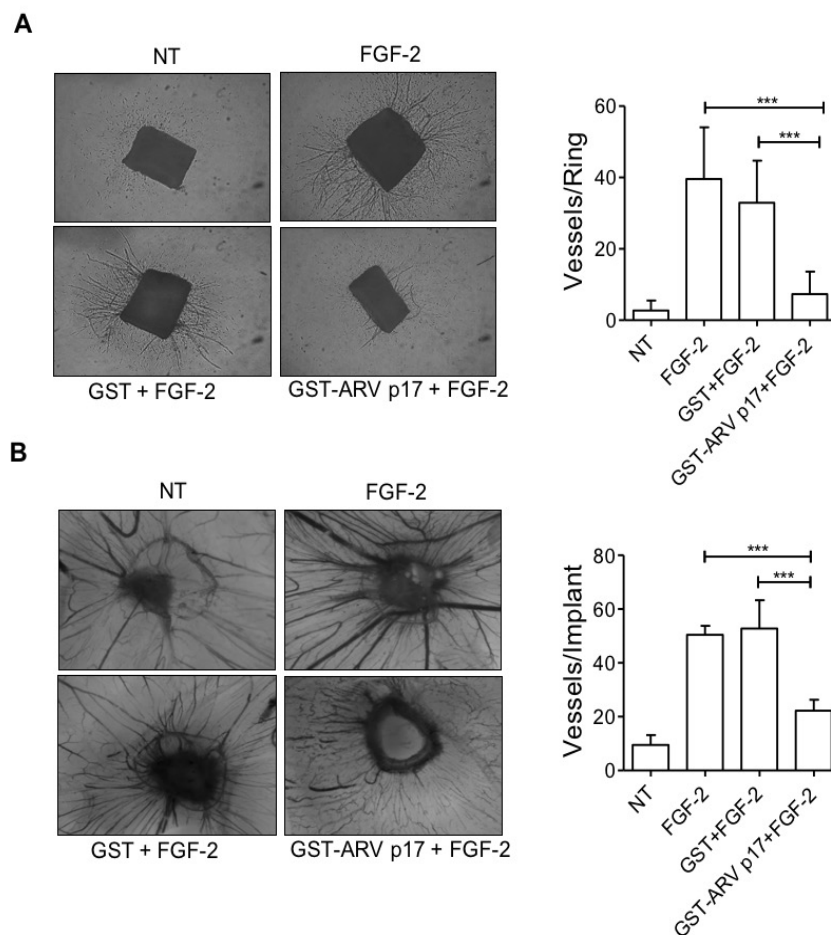 A
NT
FGF-2
GST + FGF-2
GST-ARV p17 + FGF-2
Vessels/Ring
60
40
20
0
***
***
NT
FGF-2
GST+FGF-2
GST-ARV p17+FGF-2
B
NT
FGF-2
GST + FGF-2
GST-ARV p17 + FGF-2
Vessels/Implant
80
60
40
20
0
***
***
NT
FGF-2
GST+FGF-2
GST-ARV p17+FGF-2